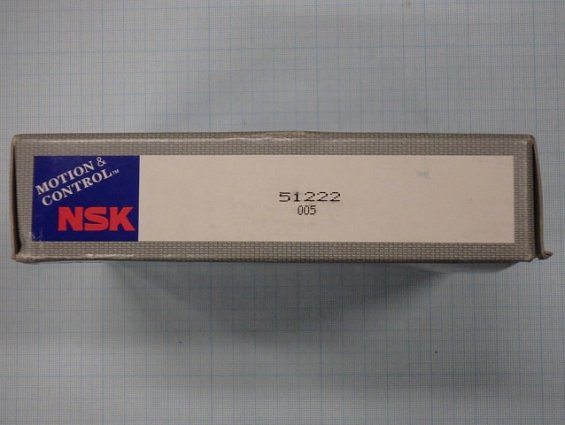 MOTION &
CONTROL™
NSK
51222
005